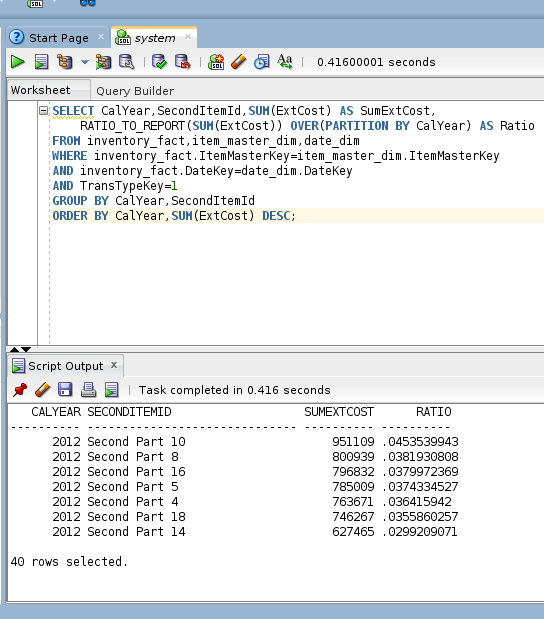 Start Page
system
0.41600001 seconds
Worksheet
Query Builder
SELECT CalYear,SecondItemId,SUM(ExtCost) AS SumExtCost,
RATIO_TO_REPORT(SUM(ExtCost)) OVER(PARTITION BY CalYear) AS Ratio
FROM inventory_fact,item_master_dim,date_dim
WHERE inventory_fact.ItemMasterKey=item_master_dim.ItemMasterKey
AND inventory_fact.DateKey=date_dim.DateKey
AND TransTypeKey=1
GROUP BY CalYear,SecondItemId
ORDER BY CalYear,SUM(ExtCost) DESC;
Script Output
Task completed in 0.416 seconds
CALYEAR SECONDITEMID SUMEXTCOST RATIO
---------- ------------------------------ ---------- ----------
2012 Second Part 10 951109 .0453539943
2012 Second Part 8 800939 .0381930808
2012 Second Part 16 796832 .0379972369
2012 Second Part 5 785009 .0374334527
2012 Second Part 4 763671 .036415942
2012 Second Part 18 746267 .0355860257
2012 Second Part 14 627465 .0299209071
40 rows selected.